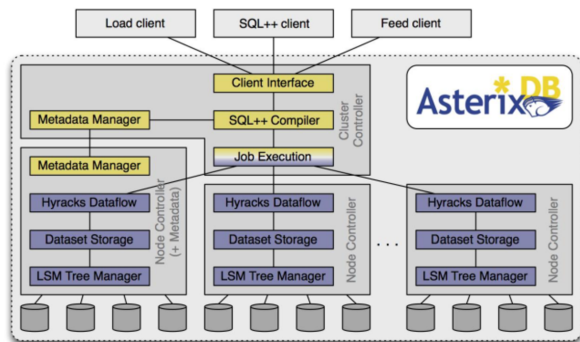 Load client
SQL++ client
Feed client
Client Interface
Asterix*DB
Metadata Manager
SQL++ Compiler
Cluster
Controller
Metadata Manager
Job Execution
Hyracks Dataflow
Dataset Storage
LSM Tree Manager
Node Controller
(+ Metadata)
Hyracks Dataflow
Dataset Storage
LSM Tree Manager
Node Controller
. . .
Hyracks Dataflow
Dataset Storage
LSM Tree Manager
Node Controller